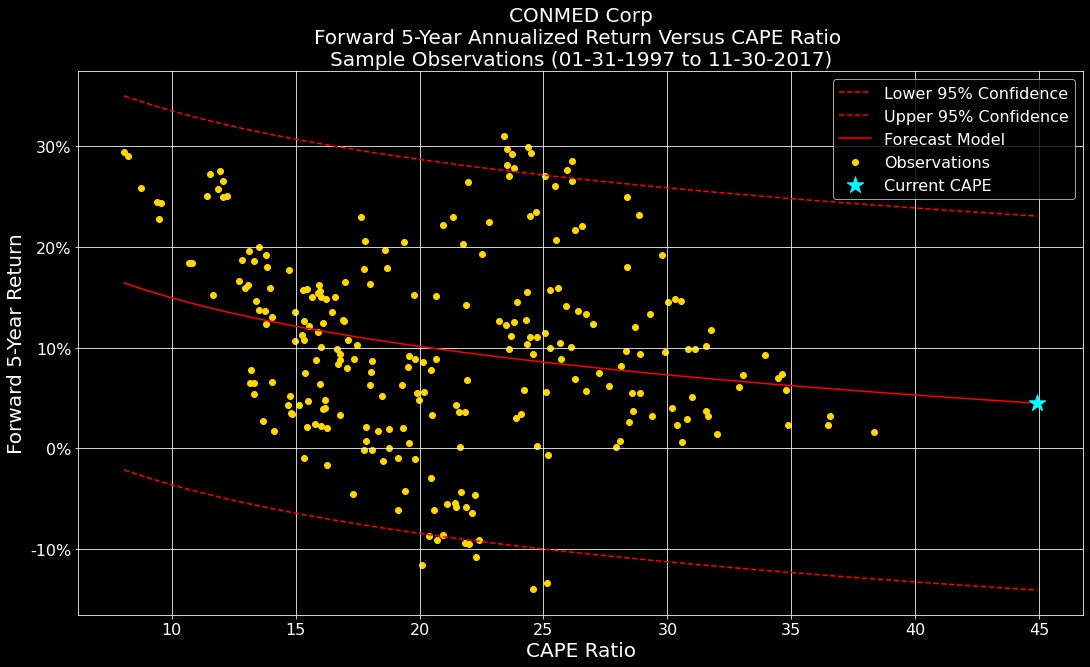 CONMED Corp
Forward 5-Year Annualized Return Versus CAPE Ratio
Sample Observations (01-31-1997 to 11-30-2017)
Lower 95% Confidence
Upper 95% Confidence
Forecast Model
Observations
Current CAPE
30%
20%
10%
0%
-10%
Forward 5-Year Return
10
15
20
25
30
35
40
45
CAPE Ratio